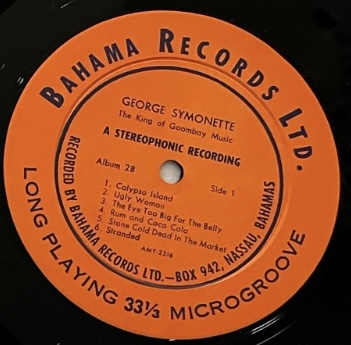 BAHAMA RECORDS LTD.
GEORGE SYMONETTE
The King of Goombay Music
A STEREOPHONIC RECORDING
Album 28 Side 1
1. Calypso Island
2. Ugly Woman
3. The Eye Too Big For The Belly
4. Rum and Coca Cola
5. Stone Cold Dead In The Market
6. Stranded
AMT-2316
RECORDED BY BAHAMA RECORDS LTD.—BOX 942, NASSAU, BAHAMAS
LONG PLAYING 33⅓ MICROGROOVE